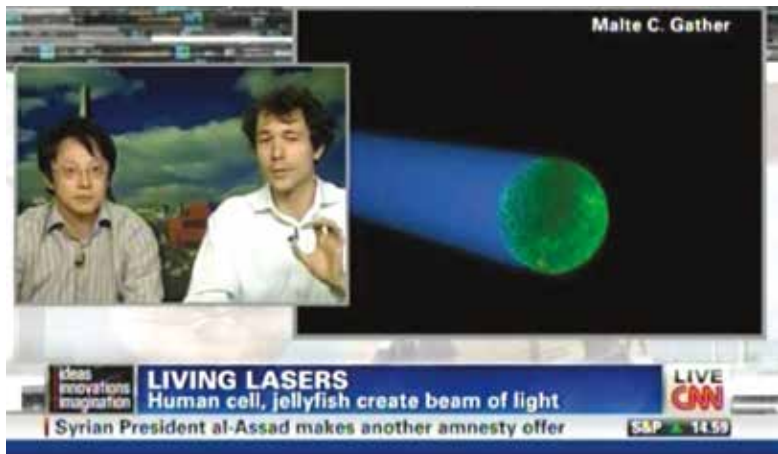 Malte C. Gather
ideas
innovations
imagination
LIVING LASERS
Human cell, jellyfish create beam of light
LIVE
CNN
Syrian President al-Assad makes another amnesty offer
S&P ▲ 14.59